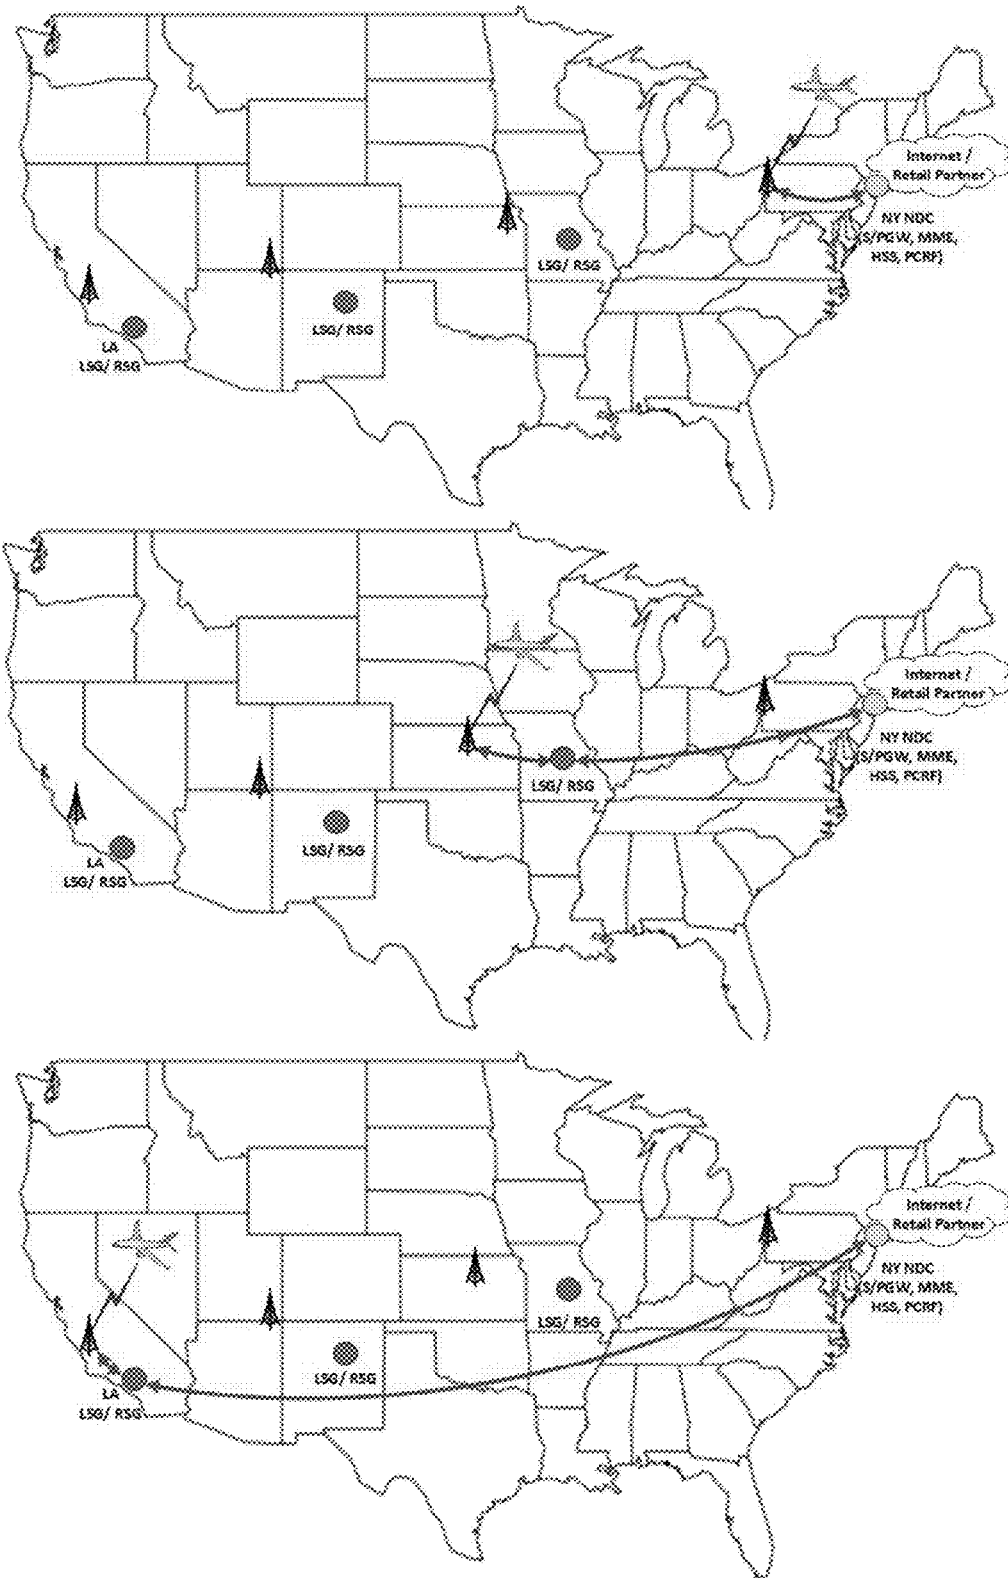 Internet /
Retail Partner
NY NDC
(S/PGW, MME,
HSS, PCRF)
LSG/ RSG
LSG/ RSG
LA
LSG/ RSG
Internet /
Retail Partner
NY NDC
(S/PGW, MME,
HSS, PCRF)
LSG/ RSG
LSG/ RSG
LA
LSG/ RSG
Internet /
Retail Partner
NY NDC
(S/PGW, MME,
HSS, PCRF)
LSG/ RSG
LSG/ RSG
LA
LSG/ RSG